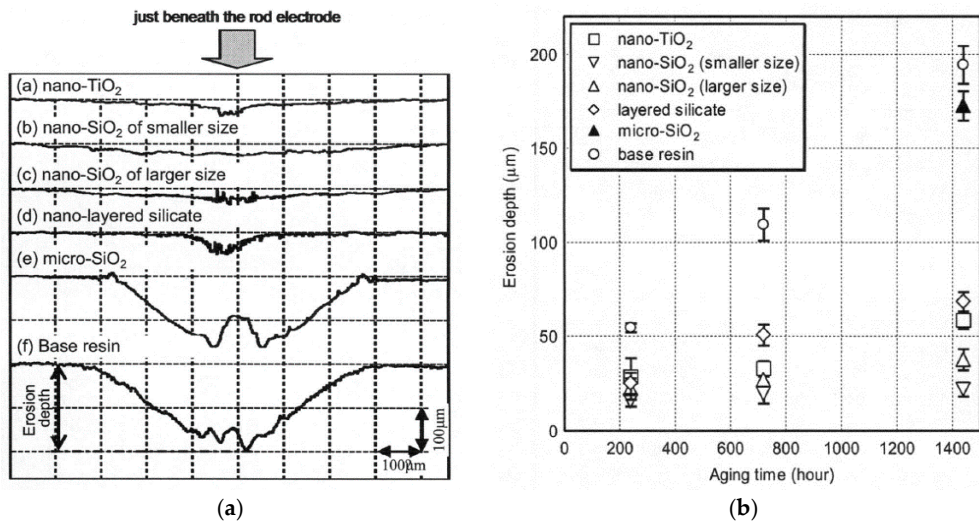 just beneath the rod electrode
(a) nano-TiO₂
(b) nano-SiO₂ of smaller size
(c) nano-SiO₂ of larger size
(d) nano-layered silicate
(e) micro-SiO₂
(f) Base resin
Erosion depth
100μm
100μm
(a)
nano-TiO₂
nano-SiO₂ (smaller size)
nano-SiO₂ (larger size)
layered silicate
micro-SiO₂
base resin
Erosion depth (μm)
200
150
100
50
0
0 200 400 600 800 1000 1200 1400
Aging time (hour)
(b)